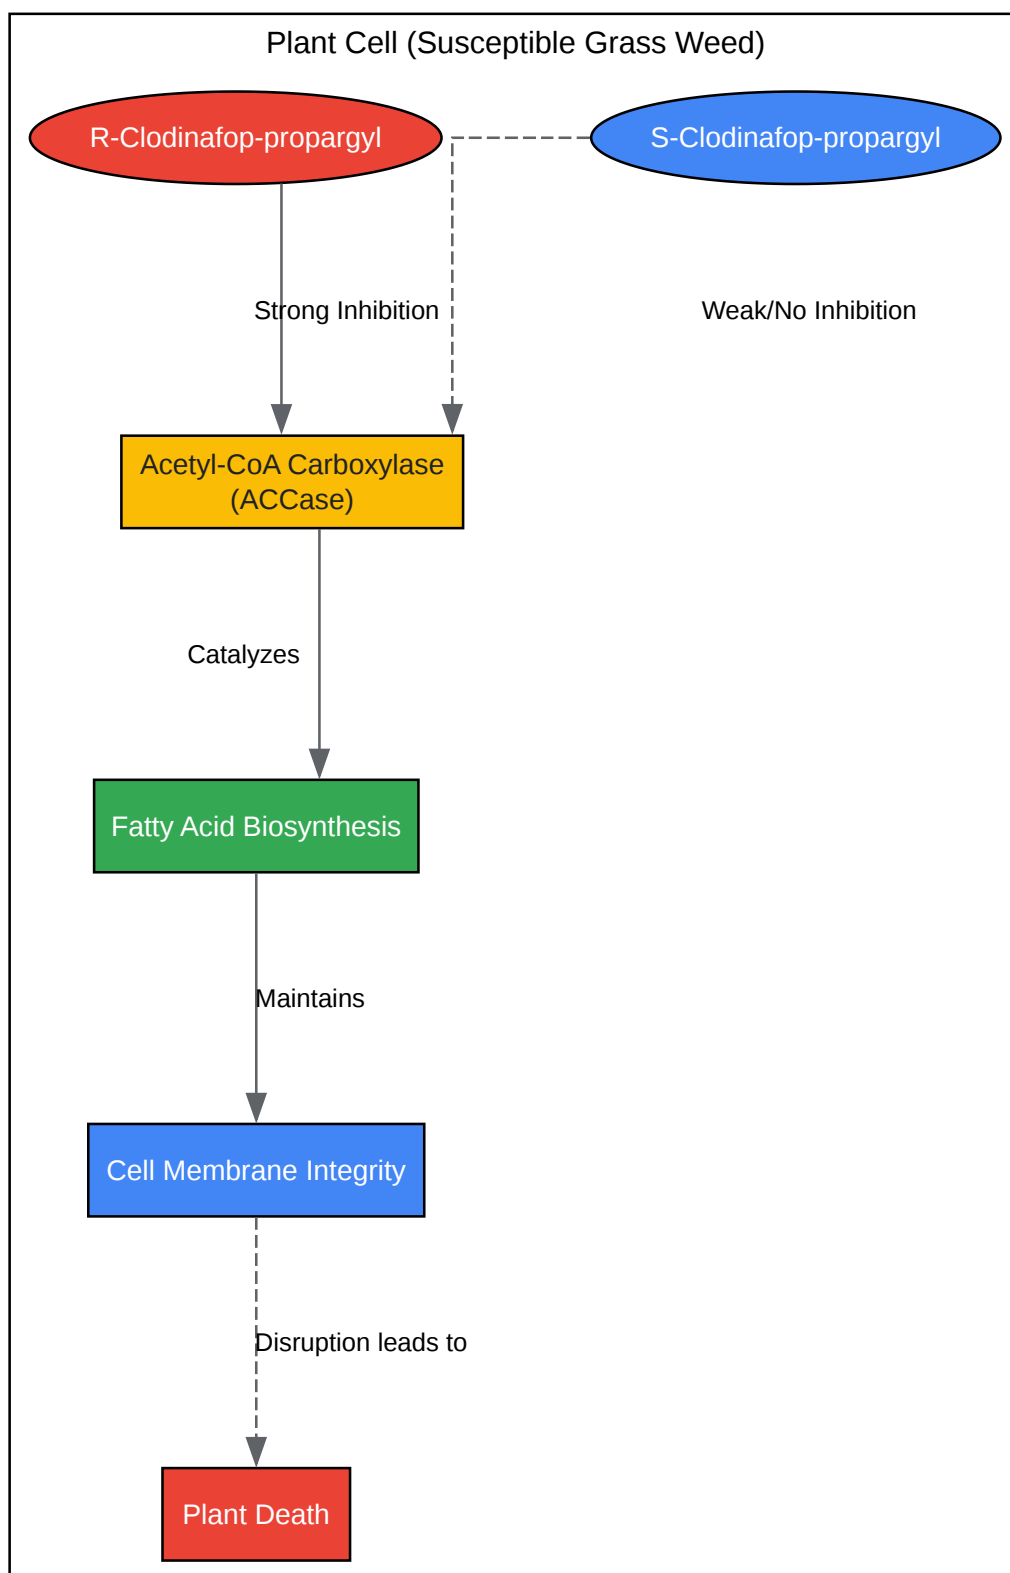 Plant Cell (Susceptible Grass Weed)
R-Clodinafop-propargyl
S-Clodinafop-propargyl
Strong Inhibition
Weak/No Inhibition
Acetyl-CoA Carboxylase
(ACCase)
Catalyzes
Fatty Acid Biosynthesis
Maintains
Cell Membrane Integrity
Disruption leads to
Plant Death